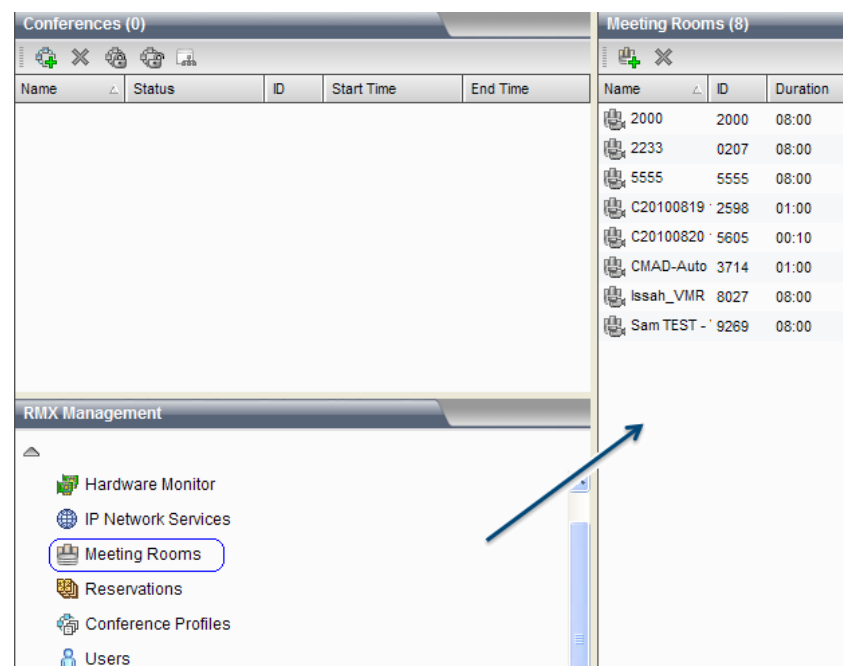 Conferences (0)
Name Status ID Start Time End Time
RMX Management
Hardware Monitor
IP Network Services
Meeting Rooms
Reservations
Conference Profiles
Users
Meeting Rooms (8)
Name ID Duration
2000 2000 08:00
2233 0207 08:00
5555 5555 08:00
C20100819 2598 01:00
C20100820 5605 00:10
CMAD-Auto 3714 01:00
Issah_VMR 8027 08:00
Sam TEST - 9269 08:00